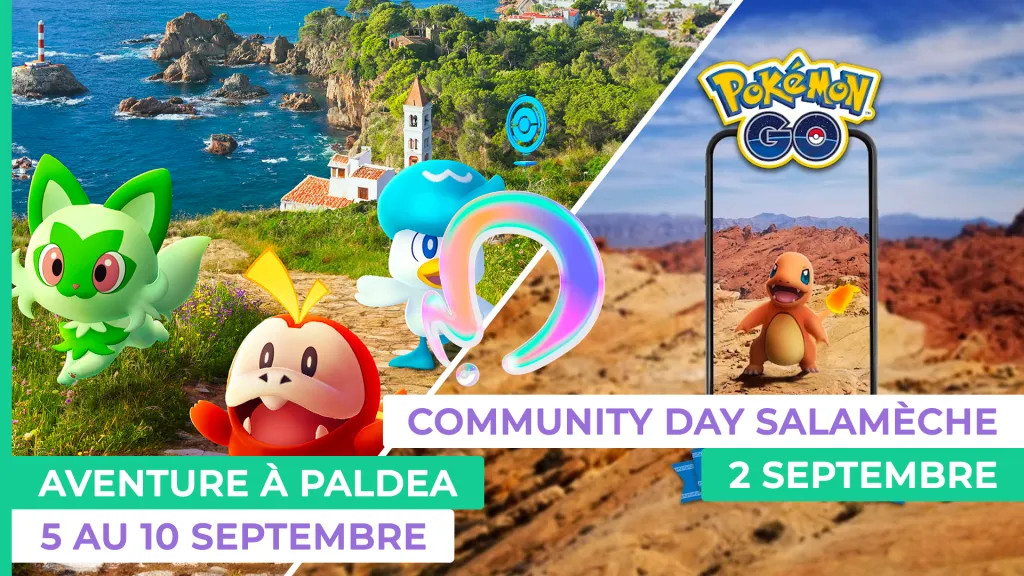 POKÉMON
GO
COMMUNITY DAY SALAMÈCHE
2 SEPTEMBRE
AVENTURE À PALDEA
5 AU 10 SEPTEMBRE